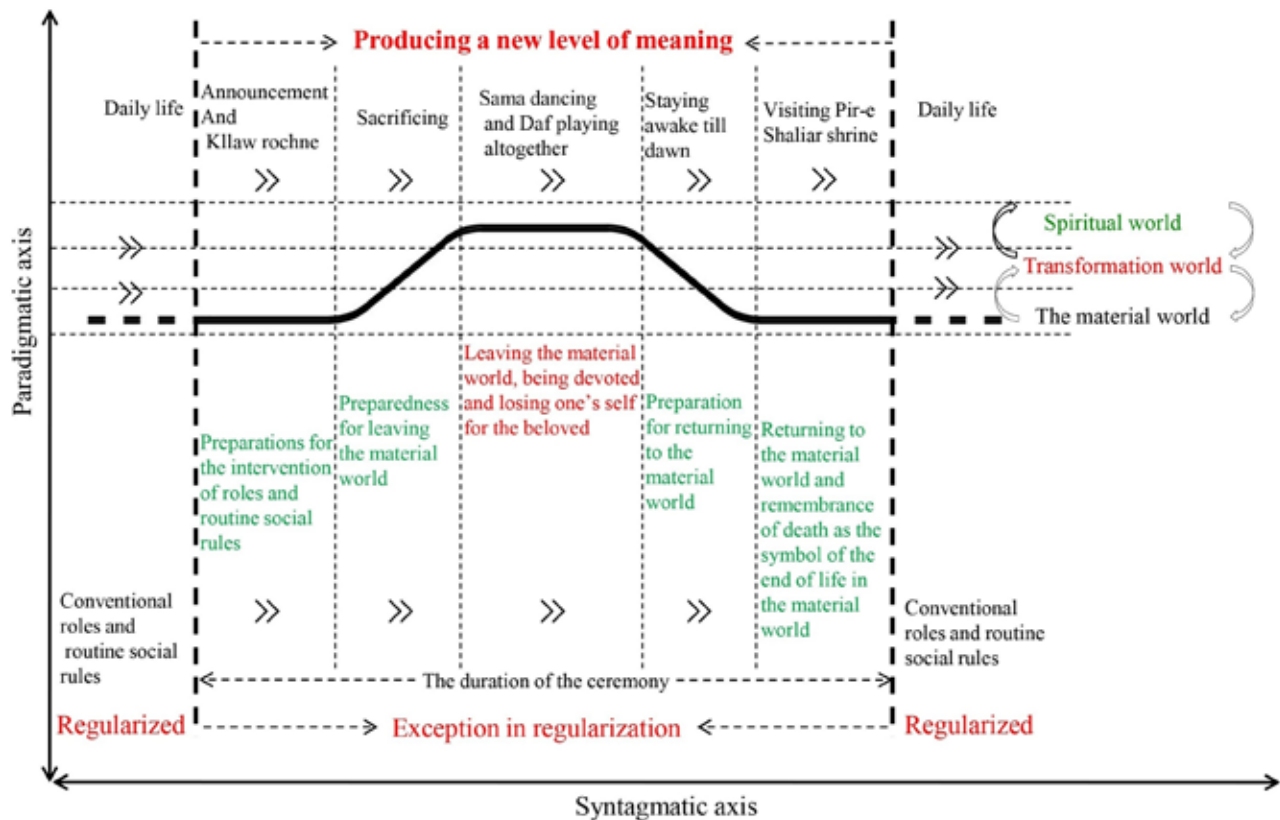 Producing a new level of meaning
Daily life
Announcement
And
Kllaw rochne
Sacrificing
Sama dancing
and Daf playing
altogether
Staying
awake till
dawn
Visiting Pir-e
Shaliar shrine
Daily life
Spiritual world
Transformation world
The material world
Paradigmatic axis
Preparations for
the intervention
of roles and
routine social
rules
Preparedness
for leaving
the material
world
Leaving the material
world, being devoted
and losing one's self
for the beloved
Preparation
for returning
to the
material
world
Returning to
the material
world and
remembrance
of death as the
symbol of the
end of life in
the material
world
Conventional
roles and
routine social
rules
Conventional
roles and routine
social rules
The duration of the ceremony
Regularized
Exception in regularization
Regularized
Syntagmatic axis